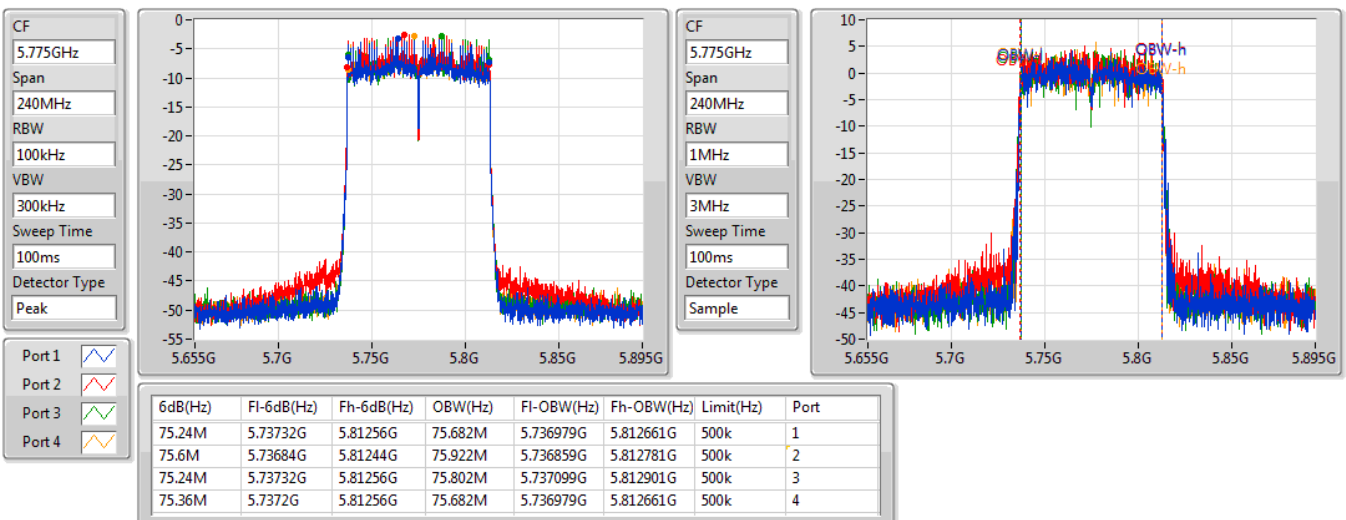 CF
5.775GHz
Span
240MHz
RBW
100kHz
VBW
300kHz
Sweep Time
100ms
Detector Type
Peak
0
-5
-10
-15
-20
-25
-30
-35
-40
-45
-50
-55
5.655G 5.7G 5.75G 5.8G 5.85G 5.895G
CF
5.775GHz
Span
240MHz
RBW
1MHz
VBW
3MHz
Sweep Time
100ms
Detector Type
Sample
10
5
0
-5
-10
-15
-20
-25
-30
-35
-40
-45
-50
OBW-h
OBW-h
5.655G 5.7G 5.75G 5.8G 5.85G 5.895G
Port 1
Port 2
Port 3
Port 4
6dB(Hz) Fl-6dB(Hz) Fh-6dB(Hz) OBW(Hz) Fl-OBW(Hz) Fh-OBW(Hz) Limit(Hz) Port
75.24M 5.73732G 5.81256G 75.682M 5.736979G 5.812661G 500k 1
75.6M 5.73684G 5.81244G 75.922M 5.736859G 5.812781G 500k 2
75.24M 5.73732G 5.81256G 75.802M 5.737099G 5.812901G 500k 3
75.36M 5.7372G 5.81256G 75.682M 5.736979G 5.812661G 500k 4